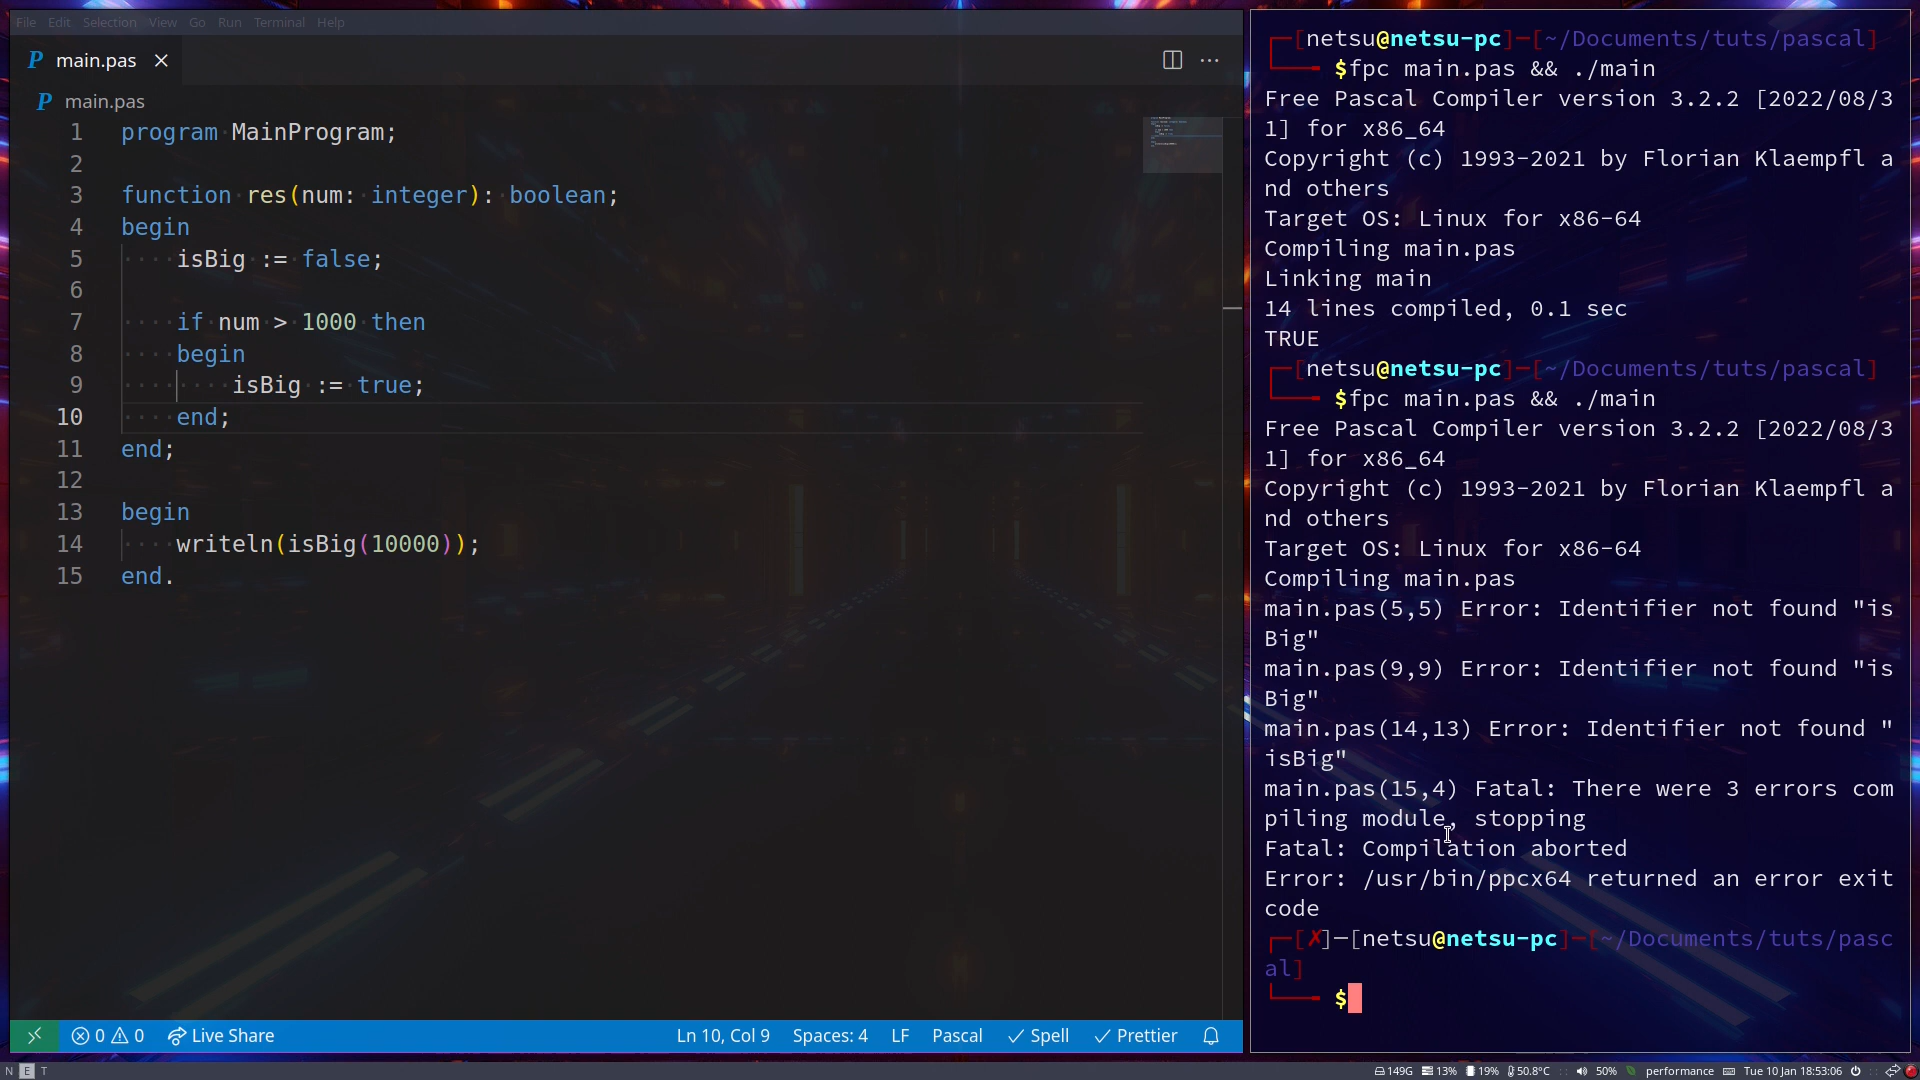 File Edit Selection View Go Run Terminal Help
main.pas
main.pas
1 program MainProgram;
2
3 function res(num: integer): boolean;
4 begin
5 isBig := false;
6
7 if num > 1000 then
8 begin
9 isBig := true;
10 end;
11 end;
12
13 begin
14 writeln(isBig(10000));
15 end.
0 0 Live Share Ln 10, Col 9 Spaces: 4 LF Pascal Spell Prettier
[netsu@netsu-pc]─[~/Documents/tuts/pascal]
$fpc main.pas && ./main
Free Pascal Compiler version 3.2.2 [2022/08/3
1] for x86_64
Copyright (c) 1993-2021 by Florian Klaempfl a
nd others
Target OS: Linux for x86-64
Compiling main.pas
Linking main
14 lines compiled, 0.1 sec
TRUE
[netsu@netsu-pc]─[~/Documents/tuts/pascal]
$fpc main.pas && ./main
Free Pascal Compiler version 3.2.2 [2022/08/3
1] for x86_64
Copyright (c) 1993-2021 by Florian Klaempfl a
nd others
Target OS: Linux for x86-64
Compiling main.pas
main.pas(5,5) Error: Identifier not found "is
Big"
main.pas(9,9) Error: Identifier not found "is
Big"
main.pas(14,13) Error: Identifier not found "
isBig"
main.pas(15,4) Fatal: There were 3 errors com
piling module, stopping
Fatal: Compilation aborted
Error: /usr/bin/ppcx64 returned an error exit
code
[✗]─[netsu@netsu-pc]─[~/Documents/tuts/pasc
al]
$
N E T 149G 13% 19% 50.8°C 50% performance Tue 10 Jan 18:53:06